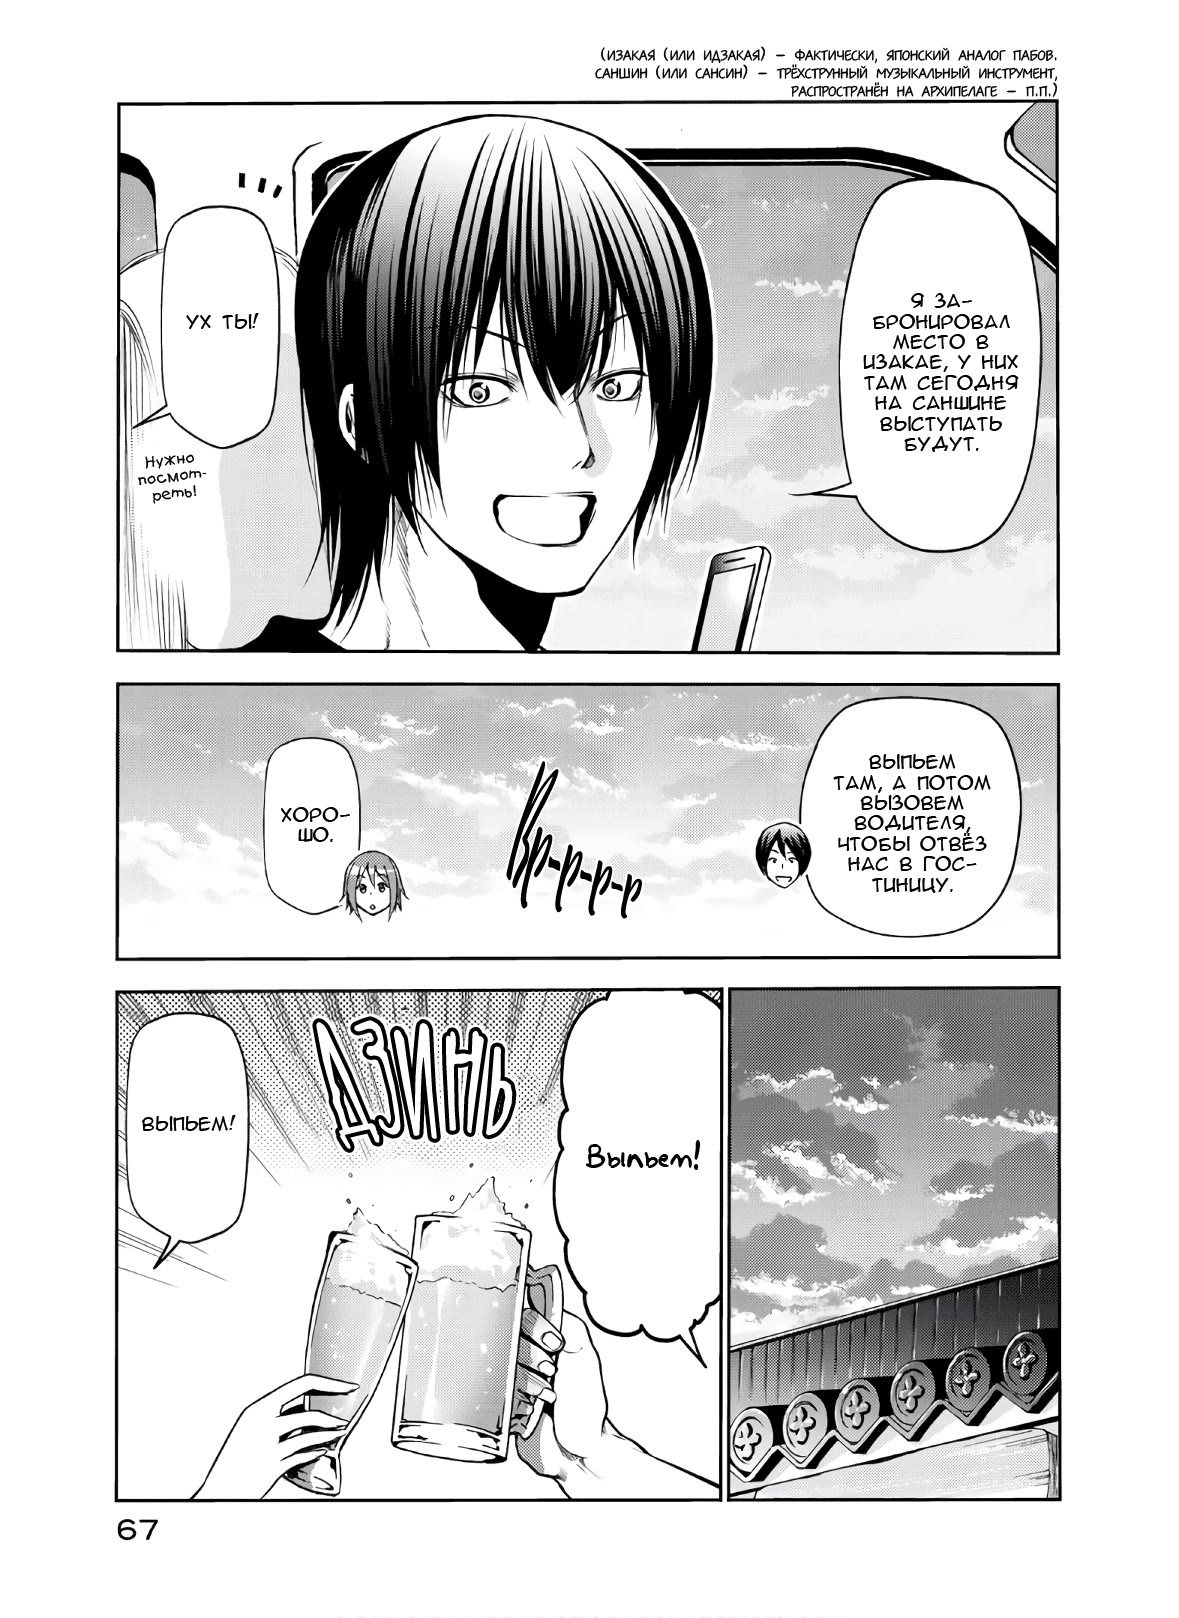 (ИЗАКАЯ (ИЛИ ИДЗАКАЯ) – ФАКТИЧЕСКИ, ЯПОНСКИЙ АНАЛОГ ПАБОВ.
САНШИН (ИЛИ САНСИН) – ТРЁХСТРУННЫЙ МУЗЫКАЛЬНЫЙ ИНСТРУМЕНТ,
РАСПРОСТРАНЁН НА АРХИПЕЛАГЕ – П.П.)
Я ЗА-
БРОНИРОВАЛ
МЕСТО В
ИЗАКАЕ, У НИХ
ТАМ СЕГОДНЯ
НА САНШИНЕ
ВЫСТУПАТЬ
БУДУТ.
УХ ТЫ!
Нужно
посмот-
реть!
ВЫПЬЕМ
ТАМ, А ПОТОМ
ВЫЗОВЕМ
ВОДИТЕЛЯ,
ЧТОБЫ ОТВЁЗ
НАС В ГОС-
ТИНИЦУ.
Вр-р-р-р
ХОРО-
ШО.
Выпьем!
ДЗИНЬ
ВЫПЬЕМ!
67